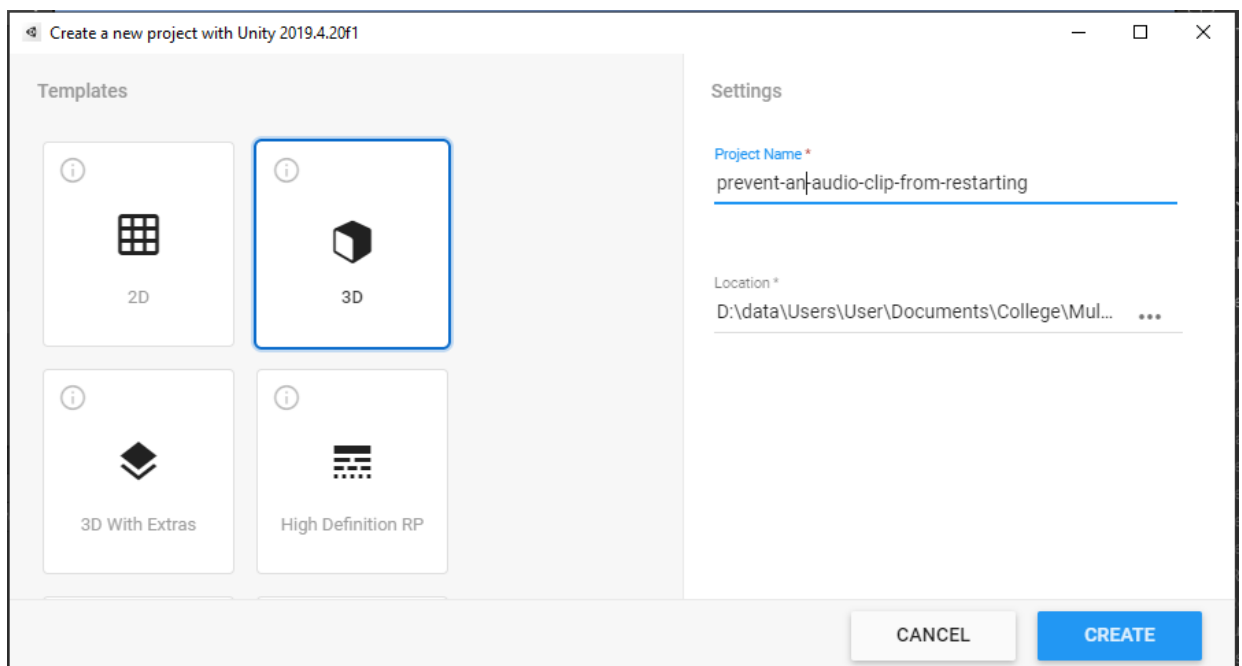 Create a new project with Unity 2019.4.20f1
Templates
2D
3D
3D With Extras
High Definition RP
Settings
Project Name *
prevent-an-audio-clip-from-restarting
Location *
D:\data\Users\User\Documents\College\Mul... ...
CANCEL
CREATE